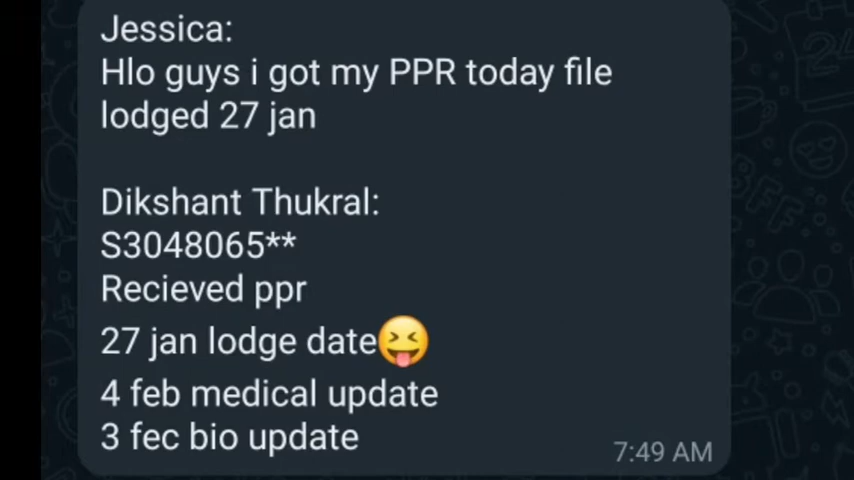 Jessica:
Hlo guys i got my PPR today file
lodged 27 jan
Dikshant Thukral:
S3048065**
Recieved ppr
27 jan lodge date😝
4 feb medical update
3 fec bio update
7:49 AM